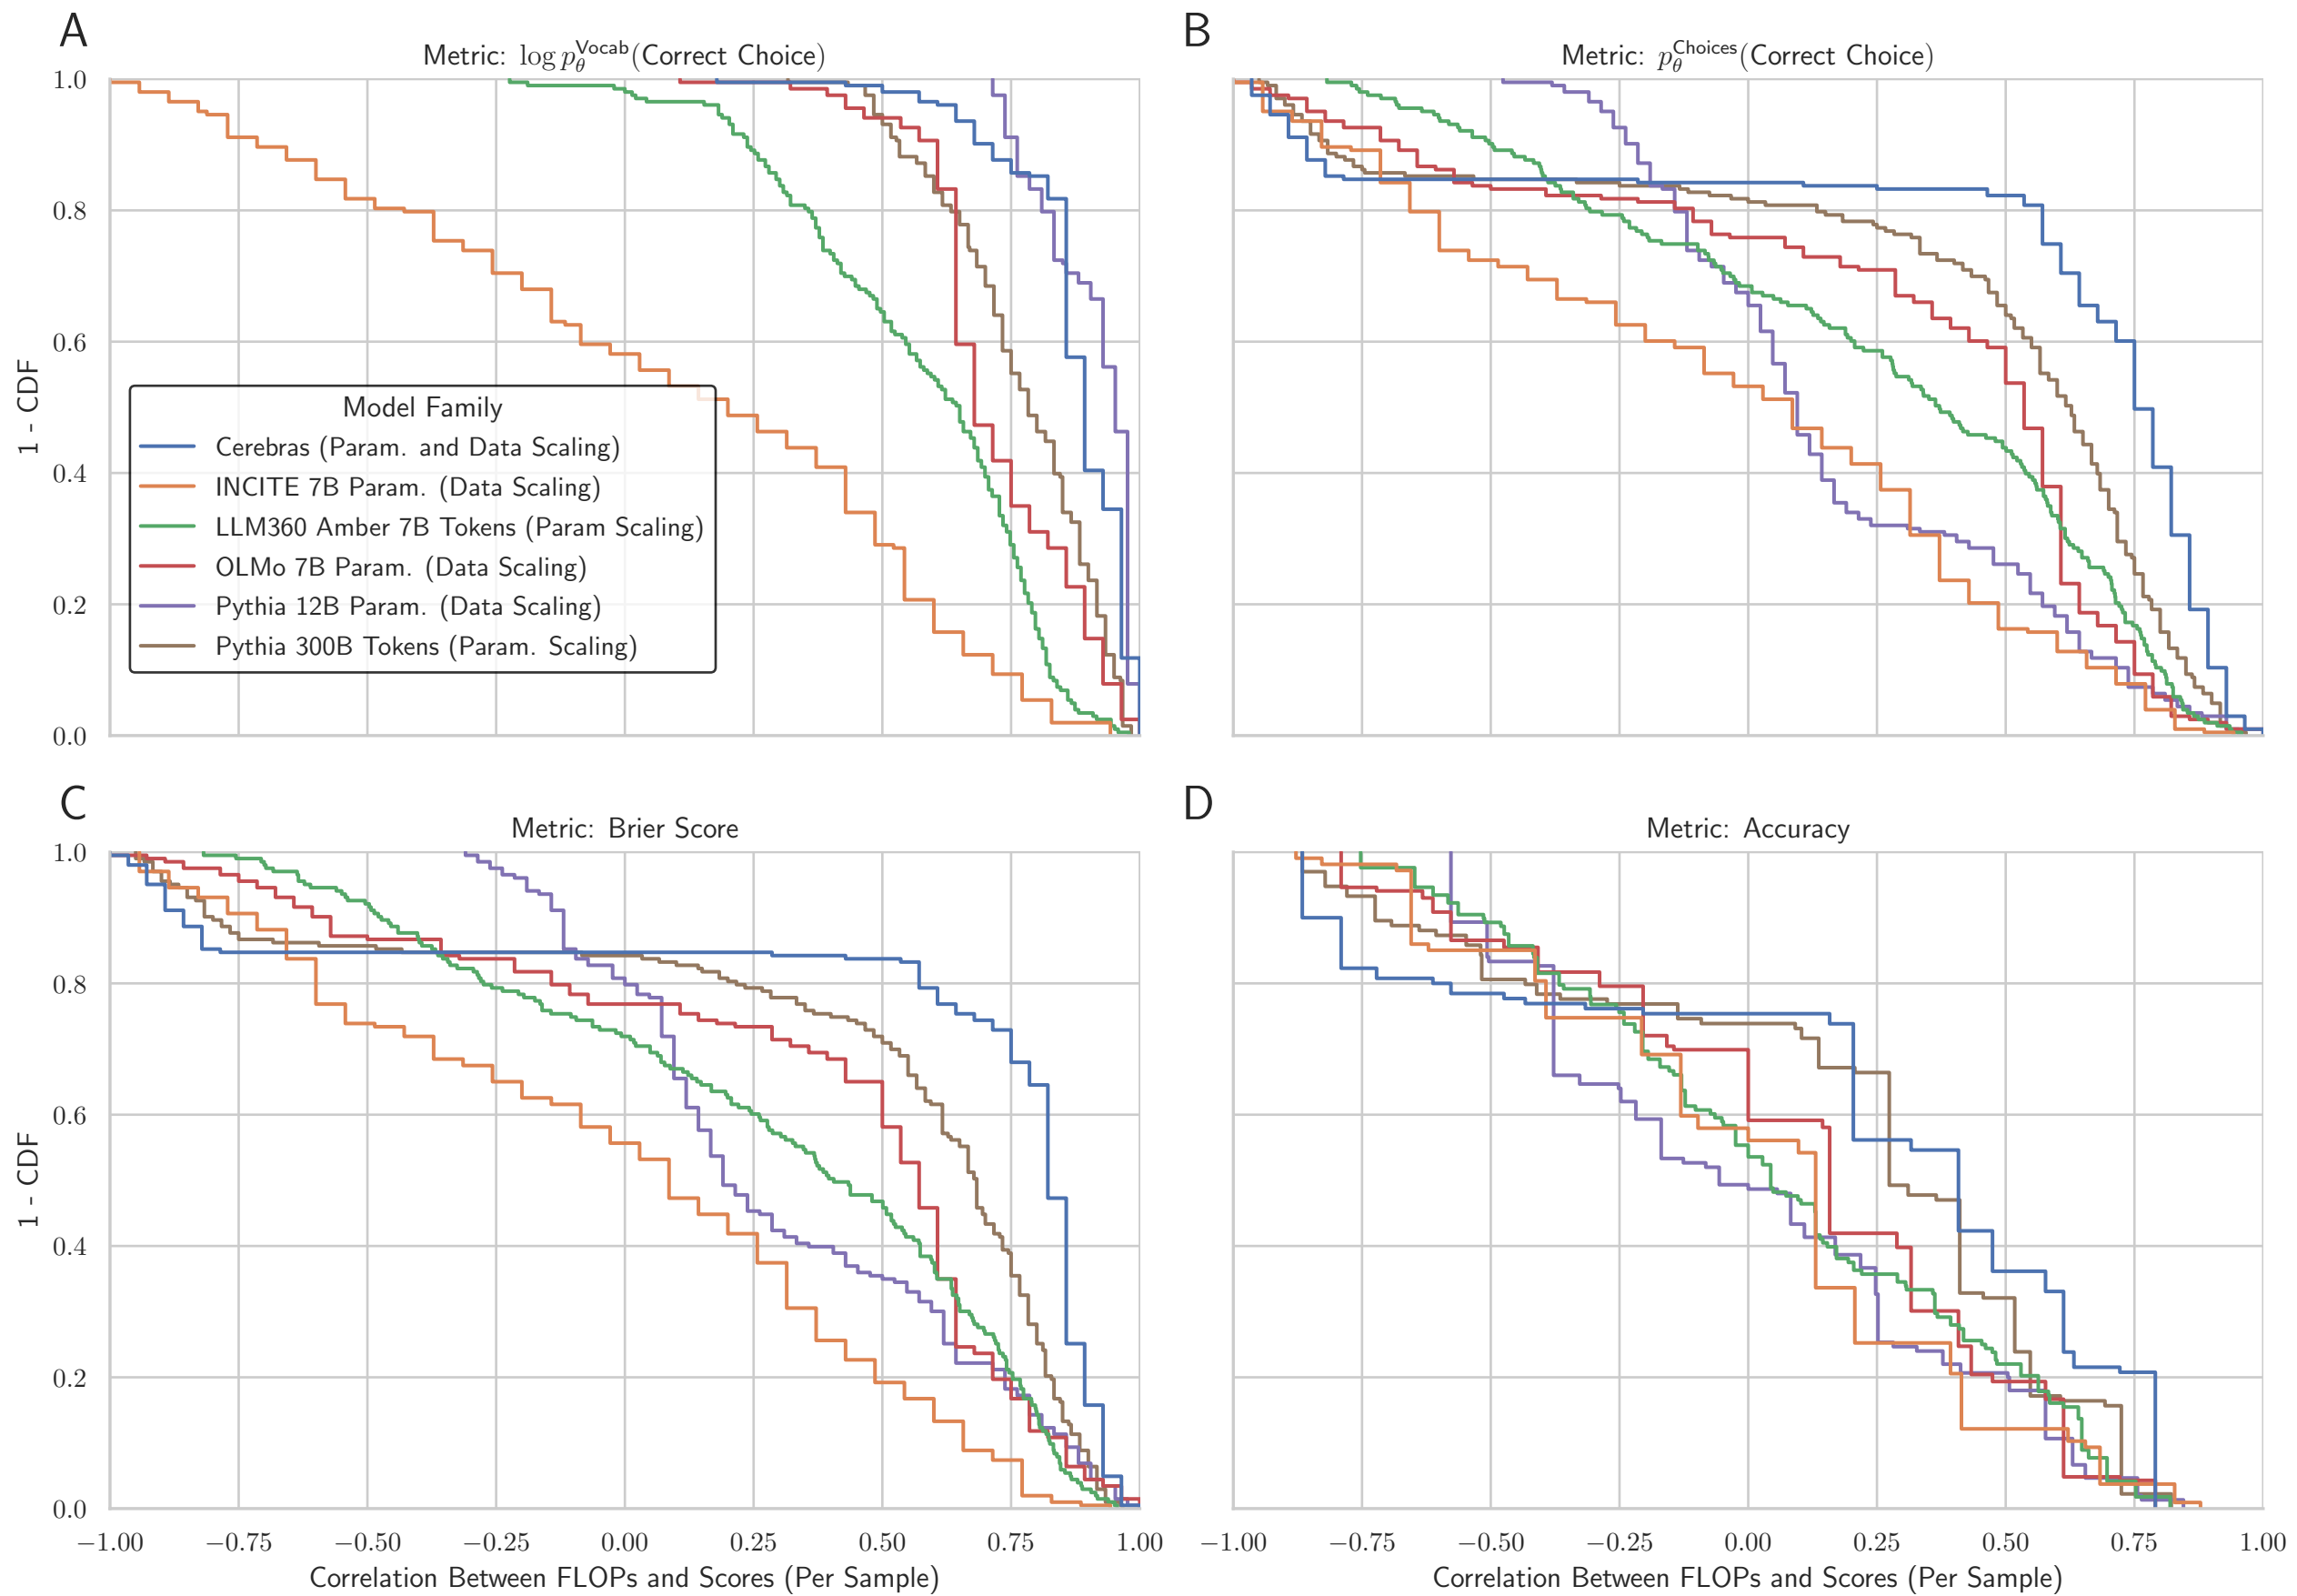 A
Metric: log p_θ^Vocab(Correct Choice)
1.0
0.8
0.6
0.4
0.2
0.0
1 - CDF
Model Family
Cerebras (Param. and Data Scaling)
INCITE 7B Param. (Data Scaling)
LLM360 Amber 7B Tokens (Param Scaling)
OLMo 7B Param. (Data Scaling)
Pythia 12B Param. (Data Scaling)
Pythia 300B Tokens (Param. Scaling)
B
Metric: p_θ^Choices(Correct Choice)
C
Metric: Brier Score
1.0
0.8
0.6
0.4
0.2
0.0
1 - CDF
−1.00 −0.75 −0.50 −0.25 0.00 0.25 0.50 0.75 1.00
Correlation Between FLOPs and Scores (Per Sample)
D
Metric: Accuracy
−1.00 −0.75 −0.50 −0.25 0.00 0.25 0.50 0.75 1.00
Correlation Between FLOPs and Scores (Per Sample)